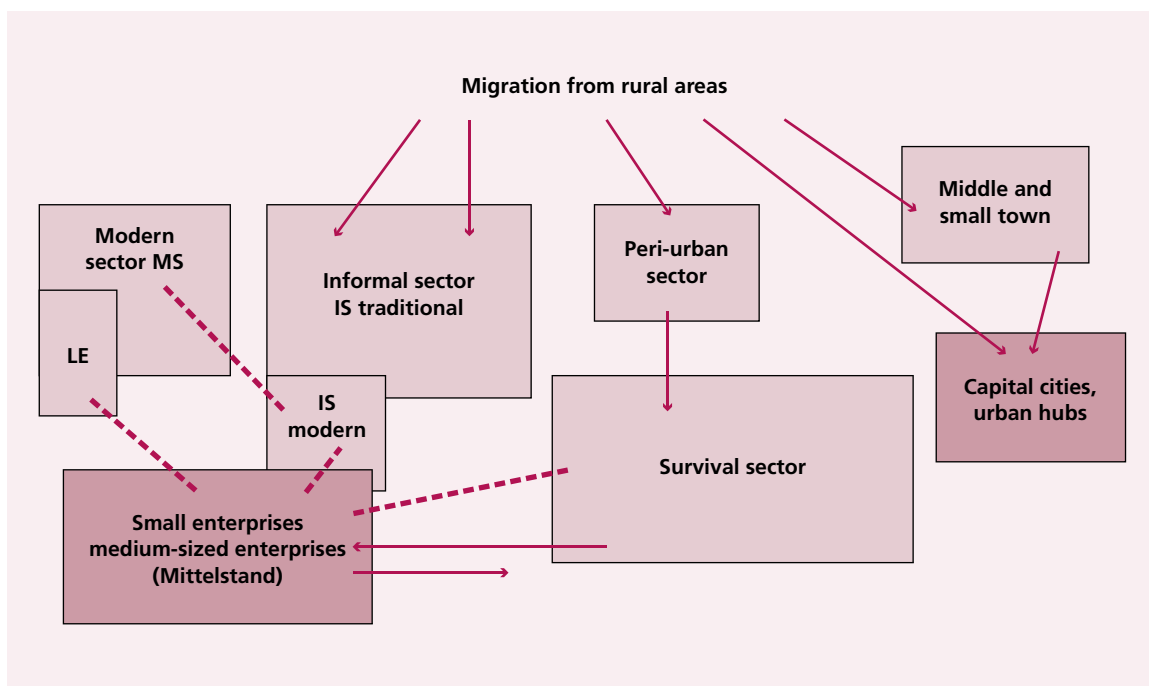 Migration from rural areas
Middle and
small town
Modern
sector MS
Informal sector
IS traditional
Peri-urban
sector
LE
IS
modern
Capital cities,
urban hubs
Survival sector
Small enterprises
medium-sized enterprises
(Mittelstand)